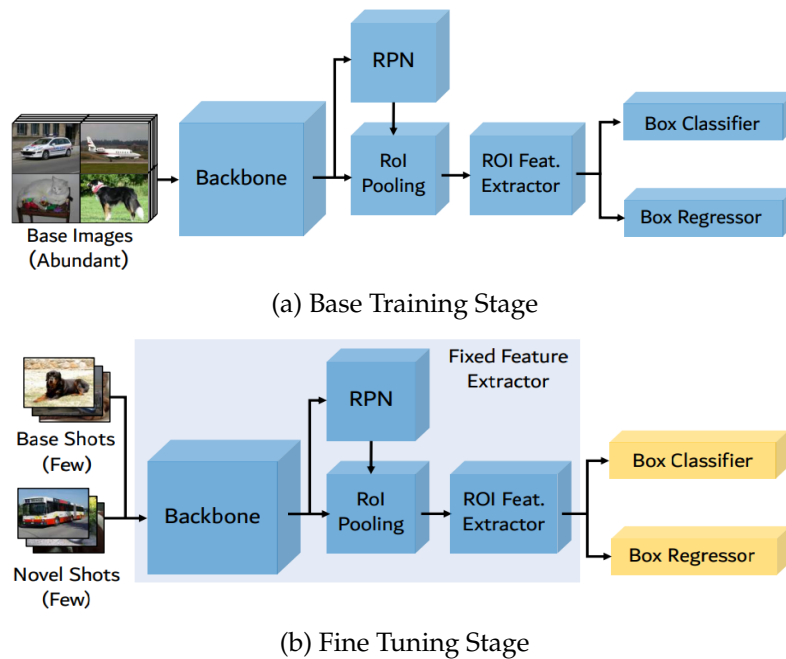 RPN
Backbone
RoI
Pooling
ROI Feat.
Extractor
Box Classifier
Box Regressor
Base Images
(Abundant)
(a) Base Training Stage
Fixed Feature
Extractor
RPN
Base Shots
(Few)
Backbone
RoI
Pooling
ROI Feat.
Extractor
Box Classifier
Box Regressor
Novel Shots
(Few)
(b) Fine Tuning Stage